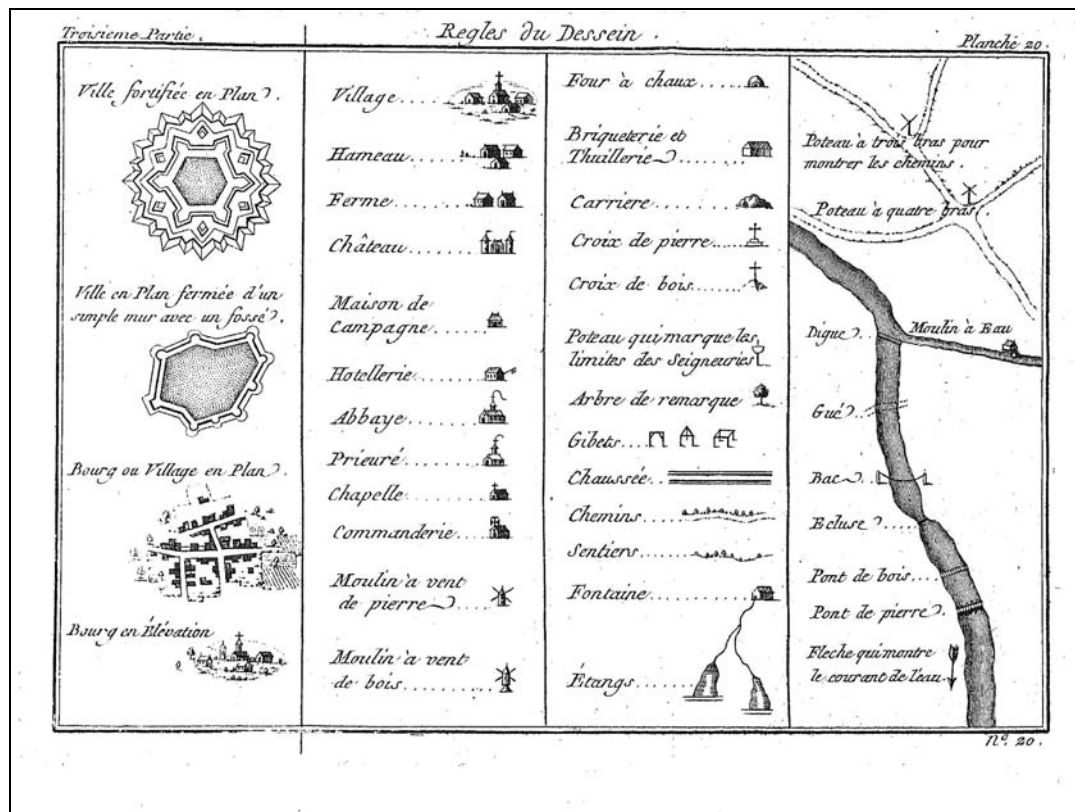 Troisieme Partie.
Regles du Dessein.
Planche 20.
Ville fortifiée en Plan.
Ville en Plan fermée d'un
simple mur avec un fossé.
Bourg ou Village en Plan.
Bourg en Élévation
Village.....
Hameau......
Ferme........
Château......
Maison de
Campagne......
Hotellerie.....
Abbaye.......
Prieuré.......
Chapelle......
Commanderie....
Moulin à vent
de pierre.....
Moulin à vent
de bois.......
Four à chaux.....
Briqueterie et
Thuillerie......
Carriere........
Croix de pierre...
Croix de bois......
Poteau qui marque les
limites des Seigneuries
Arbre de remarque
Gibets....
Chaussée..
Chemins....
Sentiers.....
Fontaine.........
Étangs.......
Poteau à trois bras pour
montrer les chemins.
Poteau à quatre bras.
Digue...
Moulin à Eau
Gué...
Bac...
Ecluse....
Pont de bois....
Pont de pierre.
Fleche qui montre
le courant de l'eau.
N.º 20.